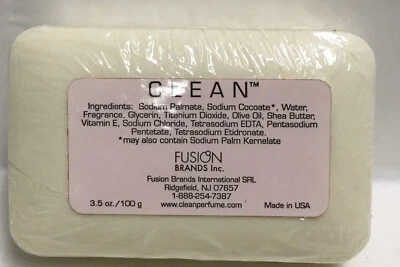 CLEAN™
Ingredients: Sodium Palmate, Sodium Cocoate*, Water,
Fragrance, Glycerin, Titanium Dioxide, Olive Oil, Shea Butter,
Vitamin E, Sodium Chloride, Tetrasodium EDTA, Pentasodium
Pentetate, Tetrasodium Etidronate.
*may also contain Sodium Palm Kernelate
FUSION
BRANDS Inc.
Fusion Brands International SRL
Ridgefield, NJ 07657
1-888-254-7387
3.5 oz./100 g www.cleanperfume.com Made in USA